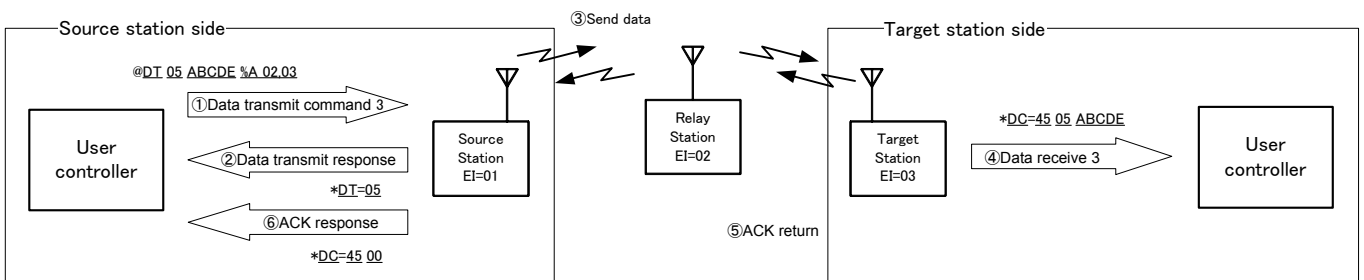 ③Send data
Source station side
Target station side
@DT 05 ABCDE %A 02,03
①Data transmit command 3
User
controller
②Data transmit response
*DT=05
⑥ACK response
*DC=45 00
Source
Station
EI=01
Relay
Station
EI=02
Target
Station
EI=03
*DC=45 05 ABCDE
④Data receive 3
User
controller
⑤ACK return